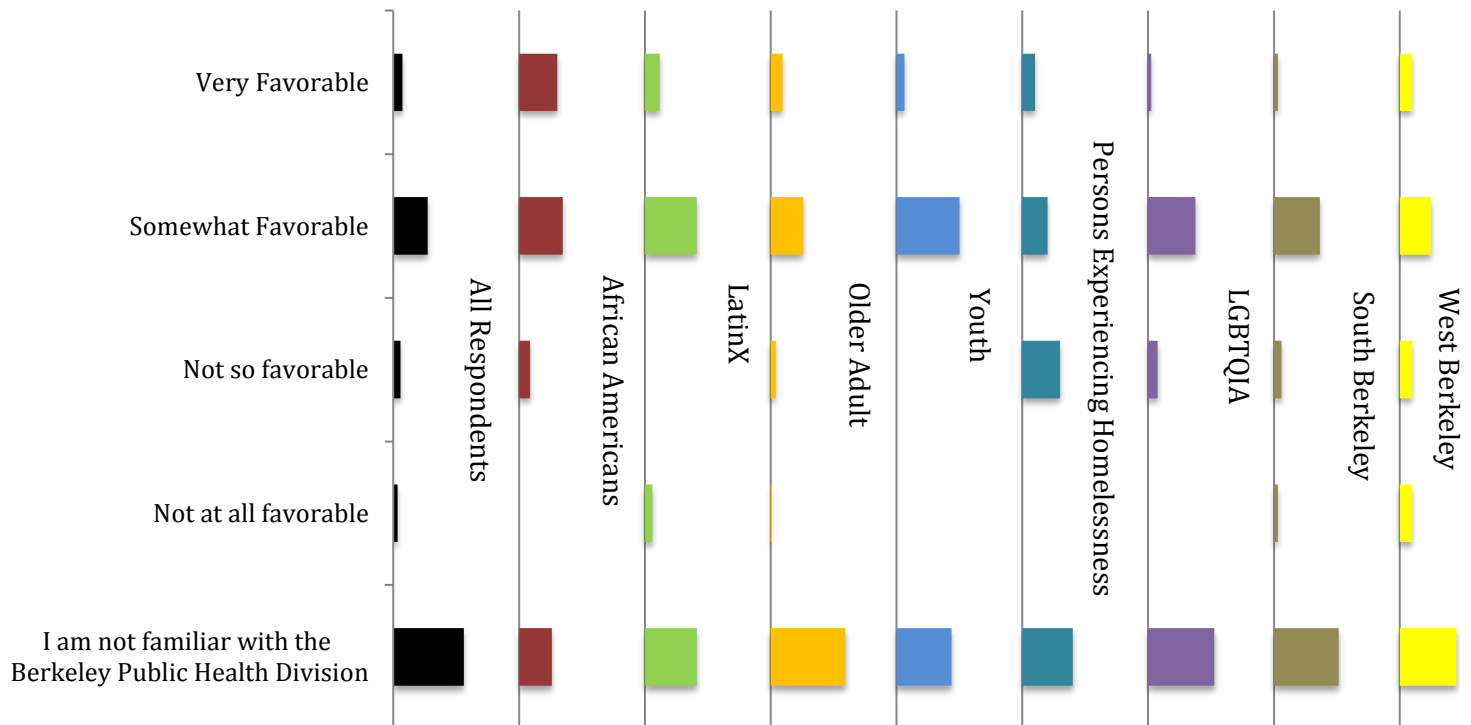 Very Favorable
Somewhat Favorable
Not so favorable
Not at all favorable
I am not familiar with the
Berkeley Public Health Division
All Respondents
African Americans
LatinX
Older Adult
Youth
Persons Experiencing Homelessness
LGBTQIA
South Berkeley
West Berkeley